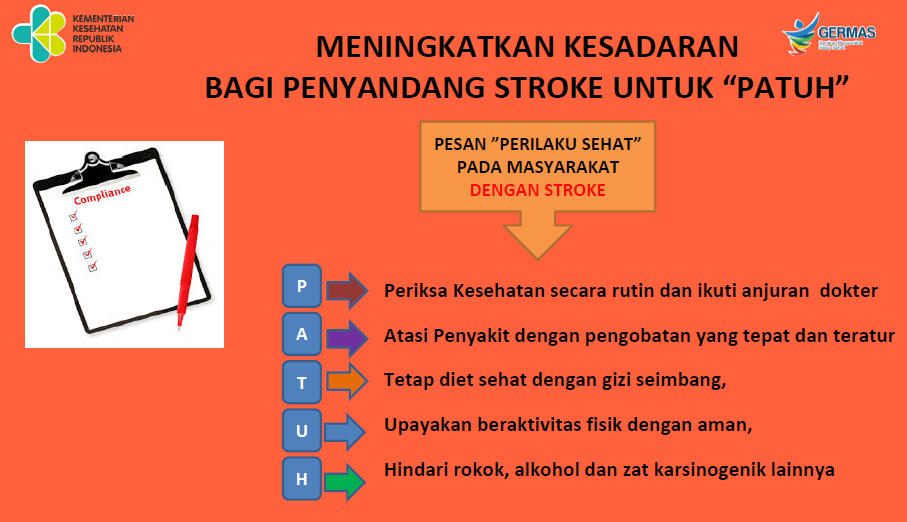 KEMENTERIAN
KESEHATAN
REPUBLIK
INDONESIA
GERMAS
MENINGKATKAN KESADARAN
BAGI PENYANDANG STROKE UNTUK “PATUH”
PESAN ”PERILAKU SEHAT”
PADA MASYARAKAT
DENGAN STROKE
Compliance
P Periksa Kesehatan secara rutin dan ikuti anjuran dokter
A Atasi Penyakit dengan pengobatan yang tepat dan teratur
T Tetap diet sehat dengan gizi seimbang,
U Upayakan beraktivitas fisik dengan aman,
H Hindari rokok, alkohol dan zat karsinogenik lainnya